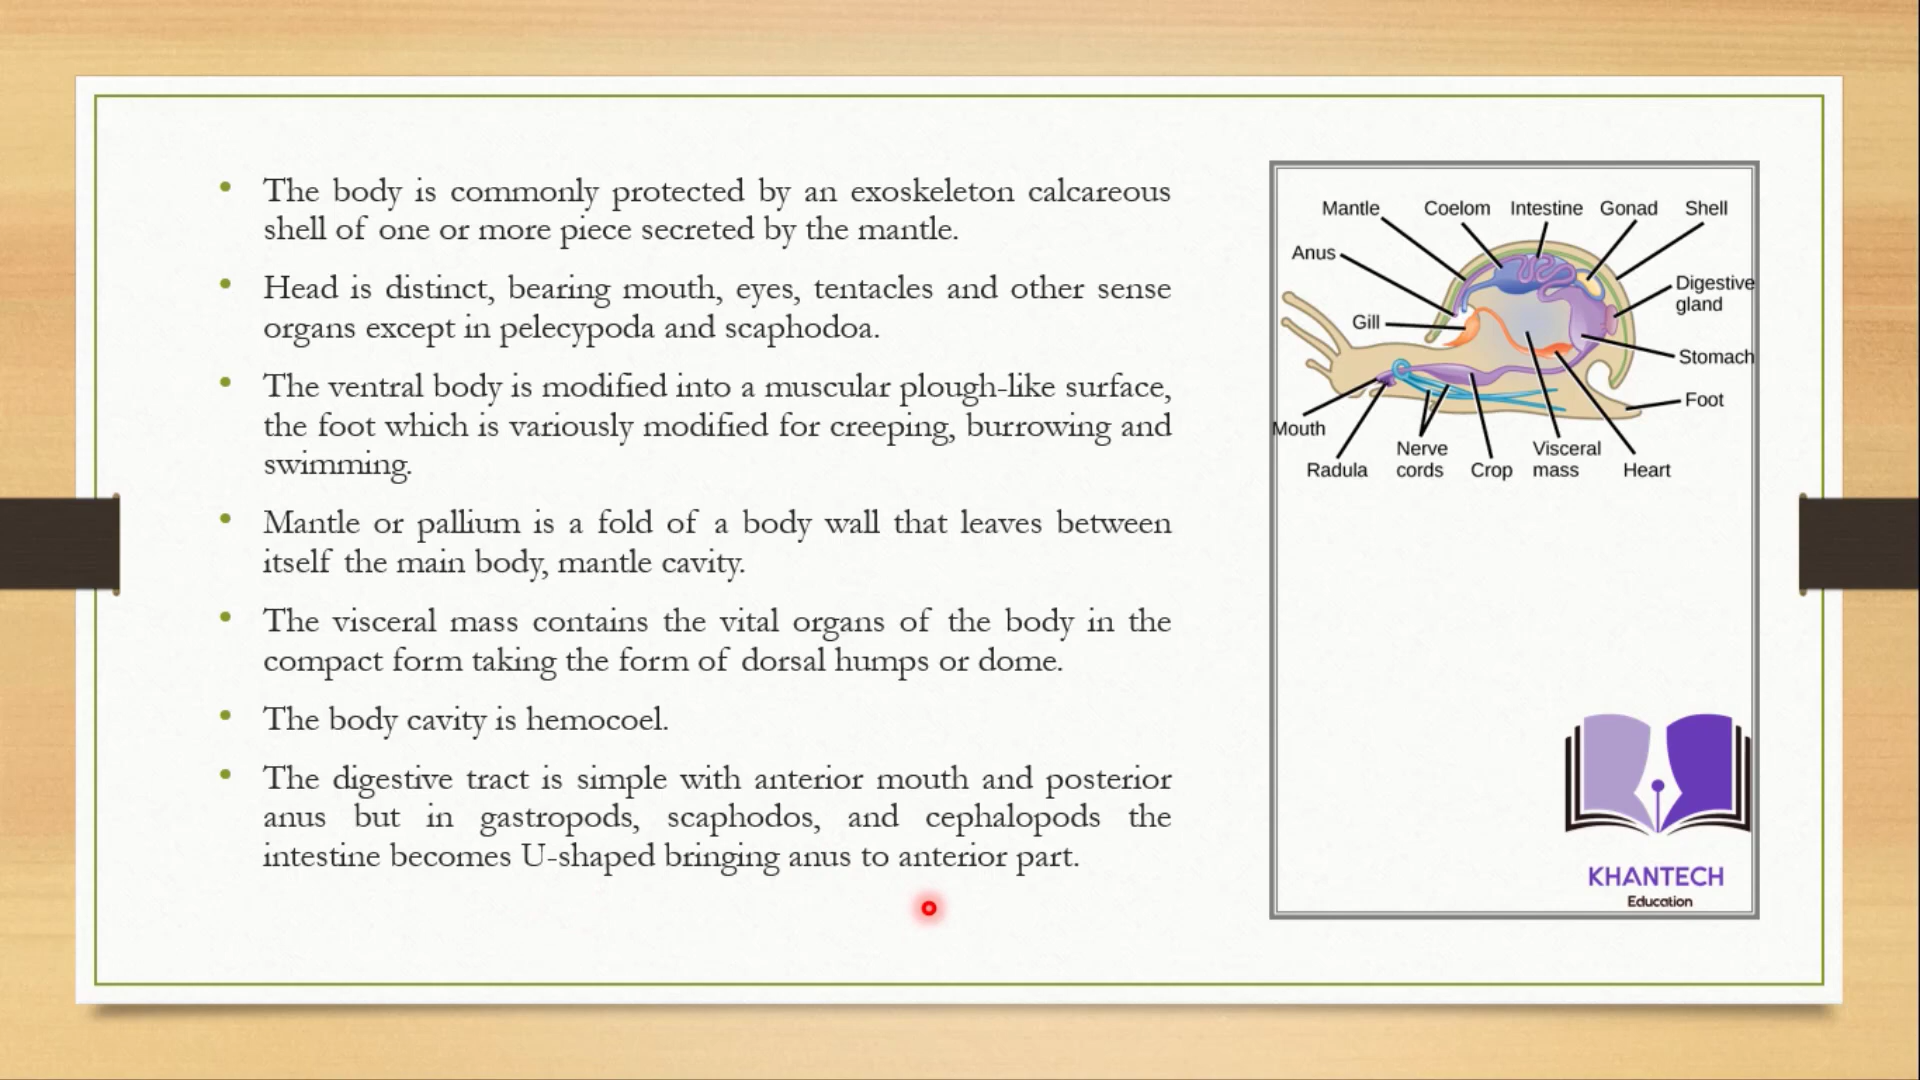 • The body is commonly protected by an exoskeleton calcareous
shell of one or more piece secreted by the mantle.
• Head is distinct, bearing mouth, eyes, tentacles and other sense
organs except in pelecypoda and scaphodoa.
• The ventral body is modified into a muscular plough-like surface,
the foot which is variously modified for creeping, burrowing and
swimming.
• Mantle or pallium is a fold of a body wall that leaves between
itself the main body, mantle cavity.
• The visceral mass contains the vital organs of the body in the
compact form taking the form of dorsal humps or dome.
• The body cavity is hemocoel.
• The digestive tract is simple with anterior mouth and posterior
anus but in gastropods, scaphodos, and cephalopods the
intestine becomes U-shaped bringing anus to anterior part.
Mantle Coelom Intestine Gonad Shell
Anus
Digestive
gland
Gill
Stomach
Foot
Mouth
Nerve
cords
Visceral
mass
Radula
Crop
Heart
KHANTECH
Education